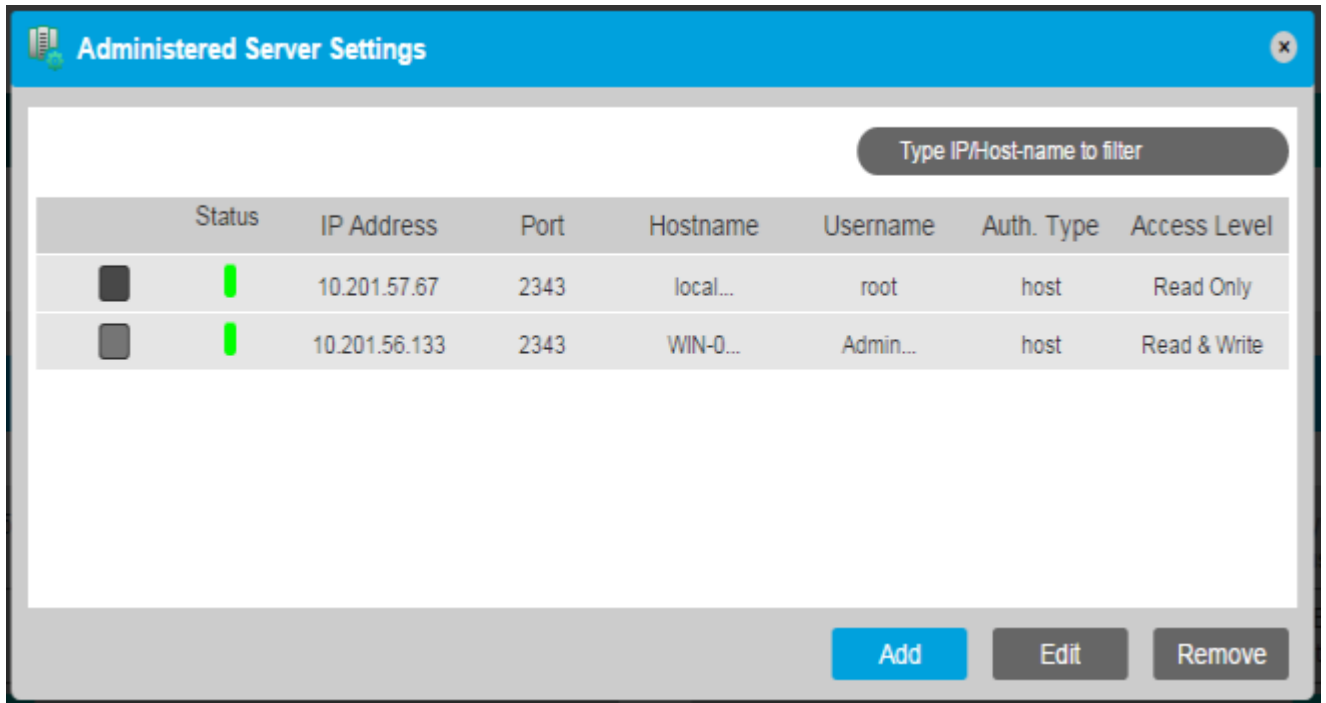 Administered Server Settings
Type IP/Host-name to filter
Status IP Address Port Hostname Username Auth. Type Access Level
10.201.57.67 2343 local... root host Read Only
10.201.56.133 2343 WIN-0... Admin... host Read & Write
Add Edit Remove